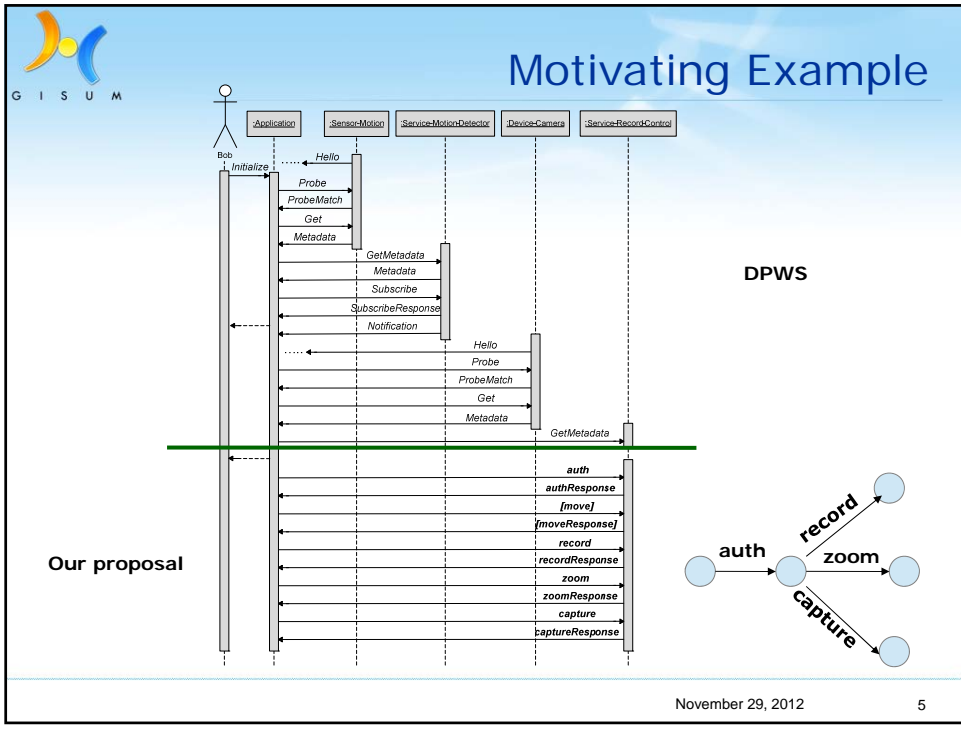 Motivating Example
G I S U M
:Application
:Sensor-Motion
:Service-Motion-Detector
:Device-Camera
:Service-Record-Control
Bob
Hello
Initialize
Probe
ProbeMatch
Get
Metadata
GetMetadata
Metadata
DPWS
Subscribe
SubscribeResponse
Notification
Hello
Probe
ProbeMatch
Get
Metadata
GetMetadata
auth
authResponse
[move]
[moveResponse]
record
recordResponse
zoom
zoomResponse
capture
captureResponse
Our proposal
auth
record
zoom
capture
November 29, 2012
5